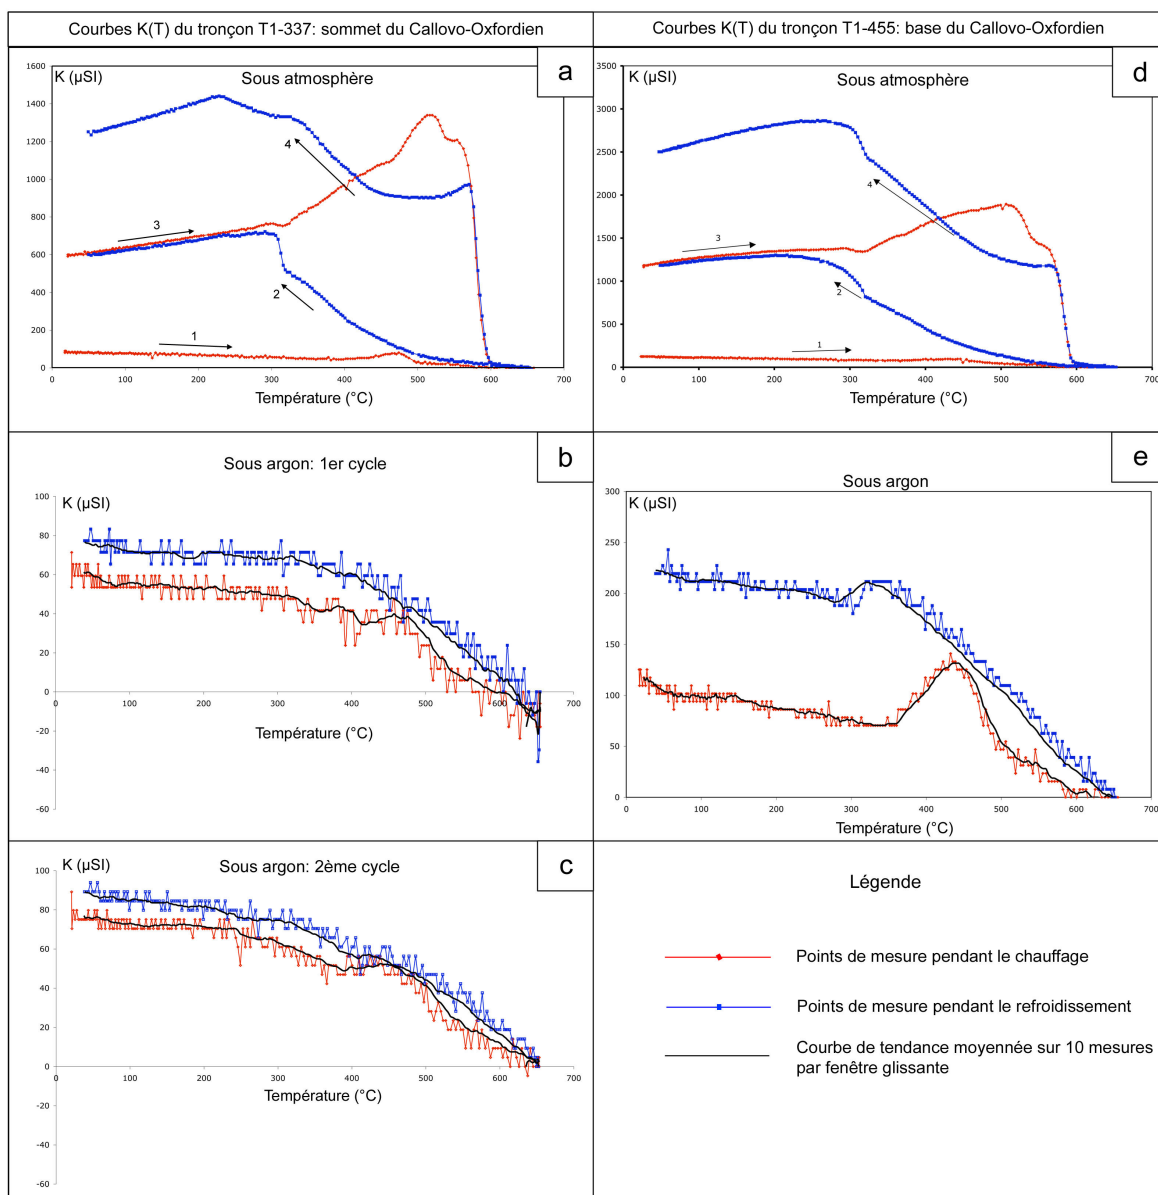 Courbes K(T) du tronçon T1-337: sommet du Callovo-Oxfordien
Courbes K(T) du tronçon T1-455: base du Callovo-Oxfordien
a
K (µSI)
Sous atmosphère
1600
1400
1200
1000
800
600
400
200
0
4
3
2
1
0 100 200 300 400 500 600 700
Température (°C)
d
K (µSI)
Sous atmosphère
3500
3000
2500
2000
1500
1000
500
0
4
3
2
1
0 100 200 300 400 500 600 700
Température (°C)
b
Sous argon: 1er cycle
K (µSI)
100
80
60
40
20
0
-20
-40
-60
0 100 200 300 400 500 600 700
Température (°C)
e
Sous argon
K (µSI)
300
250
200
150
100
50
0
0 100 200 300 400 500 600 700
Température (°C)
c
K (µSI)
Sous argon: 2ème cycle
100
80
60
40
20
0
-20
-40
-60
0 100 200 300 400 500 600 700
Température (°C)
Légende
Points de mesure pendant le chauffage
Points de mesure pendant le refroidissement
Courbe de tendance moyennée sur 10 mesures
par fenêtre glissante